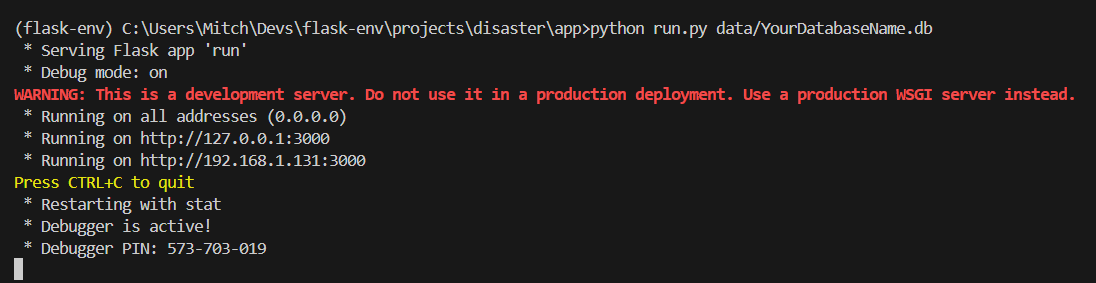 (flask-env) C:\Users\Mitch\Devs\flask-env\projects\disaster\app>python run.py data/YourDatabaseName.db
 * Serving Flask app 'run'
 * Debug mode: on
WARNING: This is a development server. Do not use it in a production deployment. Use a production WSGI server instead.
 * Running on all addresses (0.0.0.0)
 * Running on http://127.0.0.1:3000
 * Running on http://192.168.1.131:3000
Press CTRL+C to quit
 * Restarting with stat
 * Debugger is active!
 * Debugger PIN: 573-703-019